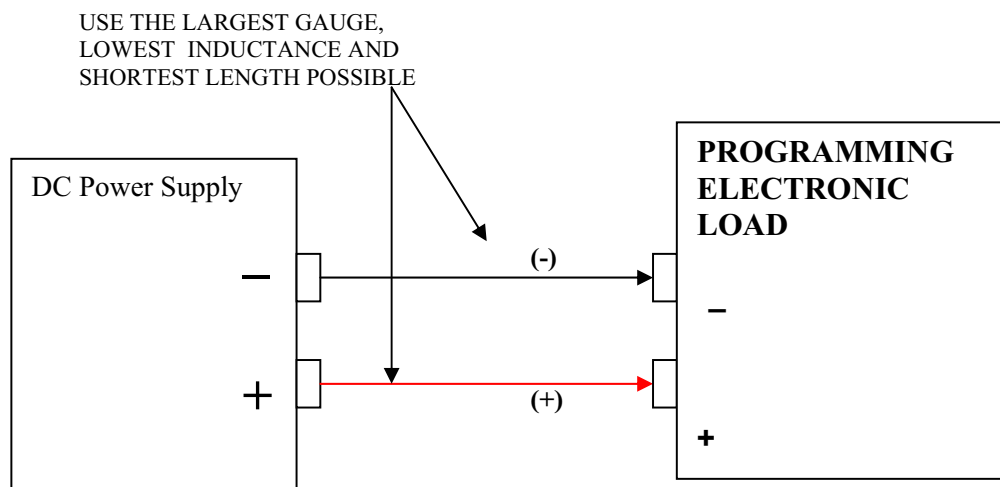 USE THE LARGEST GAUGE,
LOWEST INDUCTANCE AND
SHORTEST LENGTH POSSIBLE
DC Power Supply
PROGRAMMING
ELECTRONIC
LOAD
−
(-)
−
+
(+)
+